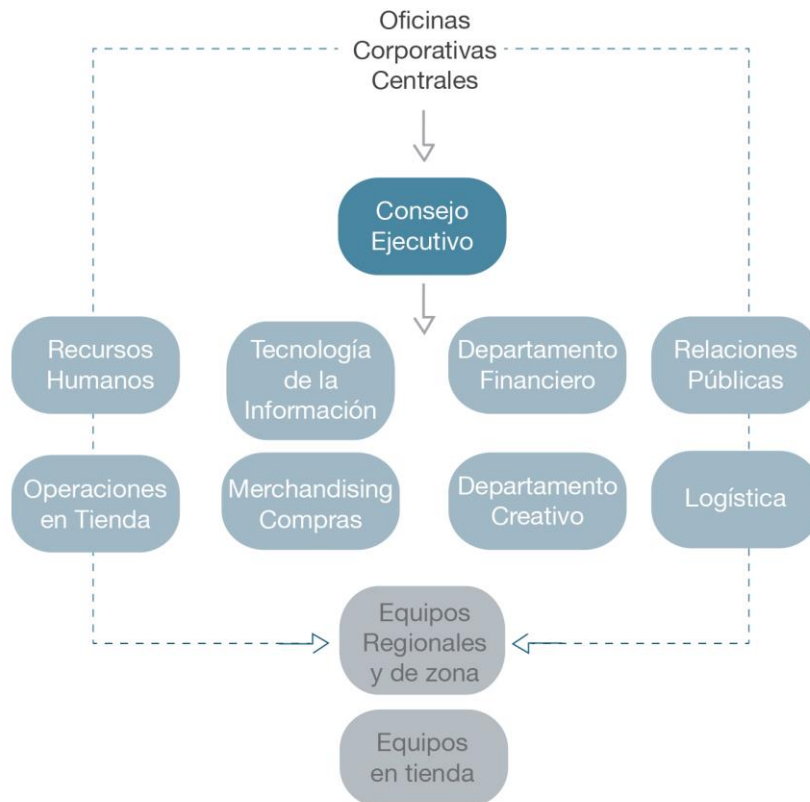 Oficinas
Corporativas
Centrales
Consejo
Ejecutivo
Recursos
Humanos
Tecnología
de la
Información
Departamento
Financiero
Relaciones
Públicas
Operaciones
en Tienda
Merchandising
Compras
Departamento
Creativo
Logística
Equipos
Regionales
y de zona
Equipos
en tienda